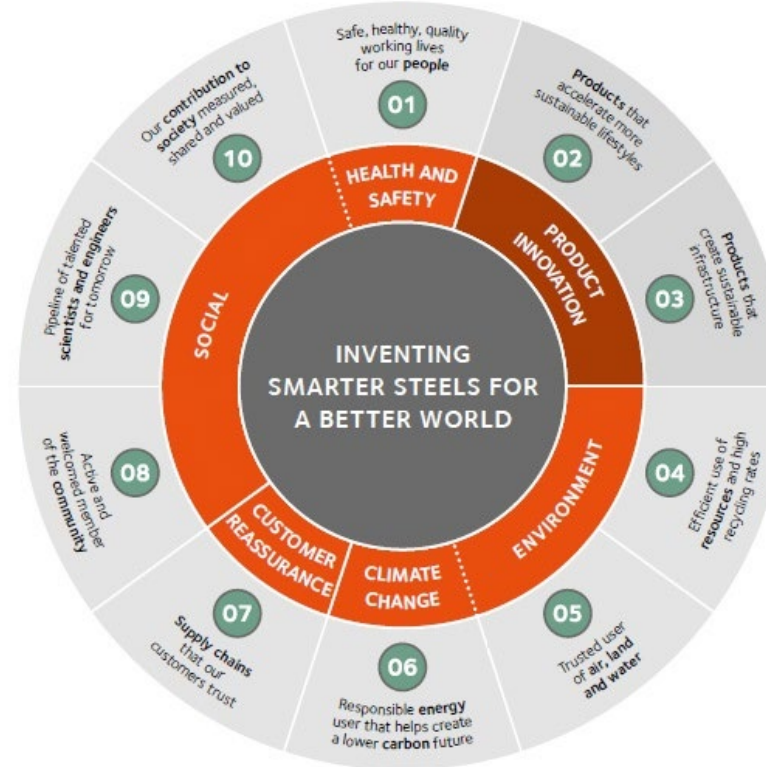 INVENTING
SMARTER STEELS FOR
A BETTER WORLD
HEALTH AND
SAFETY
01
Safe, healthy, quality
working lives
for our people
PRODUCT
INNOVATION
02
Products that
accelerate more
sustainable lifestyles
03
Products that
create sustainable
infrastructure
ENVIRONMENT
04
Efficient use of
resources and high
recycling rates
05
Trusted user
of air, land
and water
CLIMATE
CHANGE
06
Responsible energy
user that helps create
a lower carbon future
CUSTOMER
REASSURANCE
07
Supply chains
that our
customers trust
SOCIAL
08
Active and
welcomed member
of the community
09
Pipeline of talented
scientists and engineers
for tomorrow
10
Our contribution to
society measured,
shared and valued